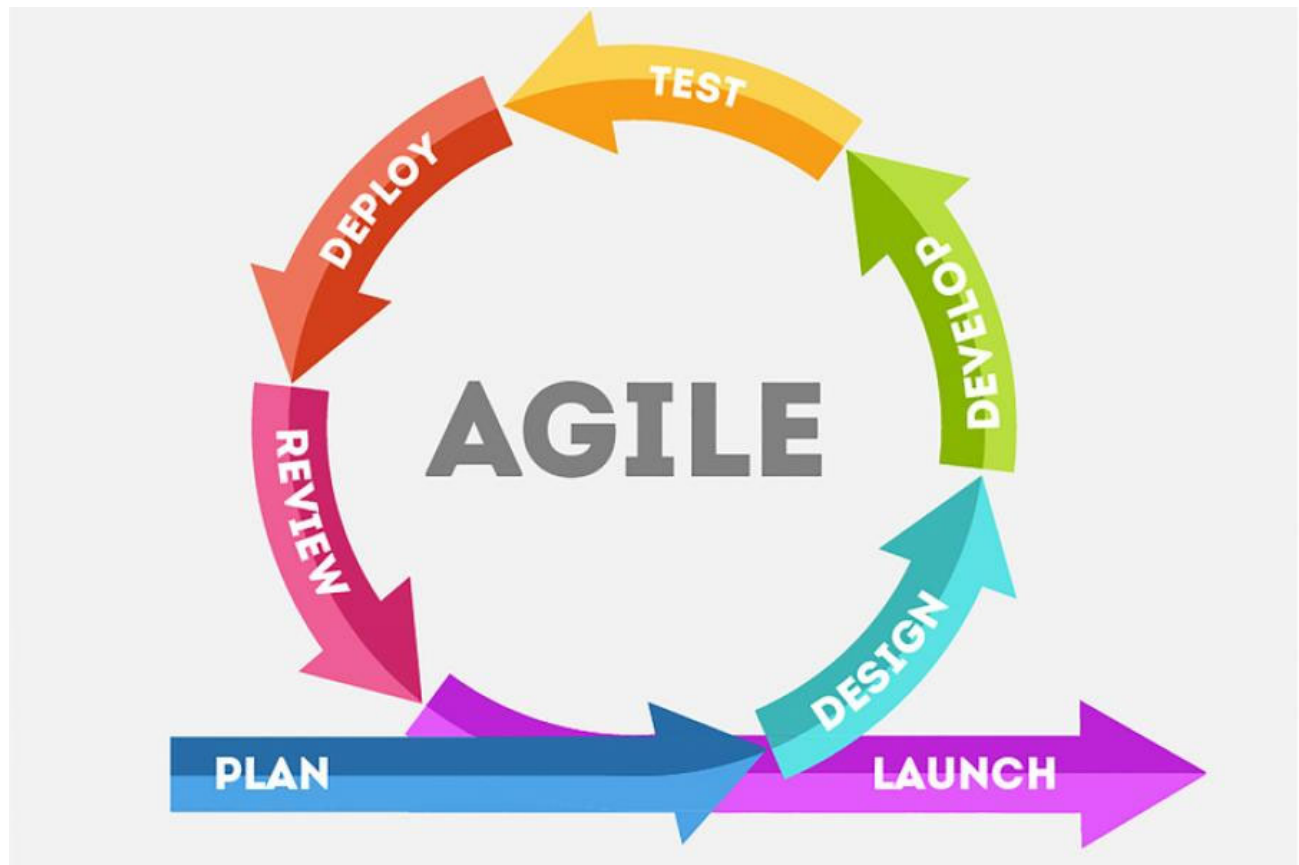 TEST
DEPLOY
DEVELOP
AGILE
REVIEW
DESIGN
PLAN
LAUNCH